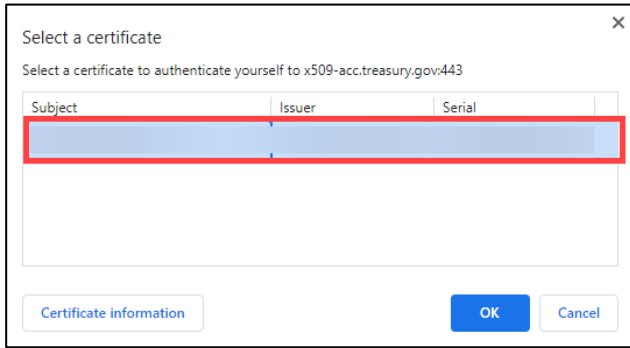 Select a certificate
Select a certificate to authenticate yourself to x509-acc.treasury.gov:443
Subject Issuer Serial
Certificate information OK Cancel